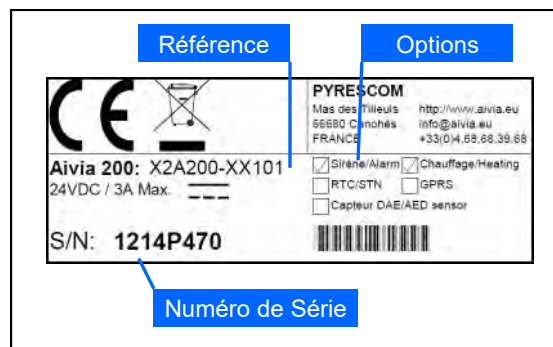 Référence
Options
CE
PYRESCOM
Mas des Tilleuls http://www.aivia.eu
66680 Canohés info@aivia.eu
FRANCE +33(0)4,68,68,39,68
Aivia 200: X2A200-XX101
24VDC / 3A Max.
Sirène/Alarm Chauffage/Heating
RTC/STN GPRS
Capteur DAE/AED sensor
S/N: 1214P470
Numéro de Série